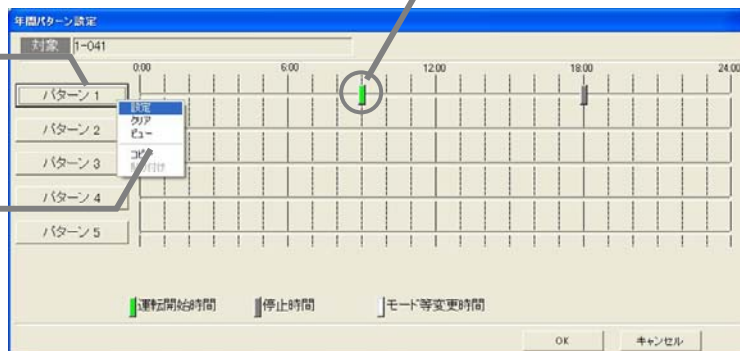 年間パターン設定
対象 1-041
0:00 6:00 12:00 18:00 24:00
パターン 1
設定
クリア
ビュー
コピー
貼り付け
パターン 2
パターン 3
パターン 4
パターン 5
運転開始時間 停止時間 モード等変更時間
OK キャンセル